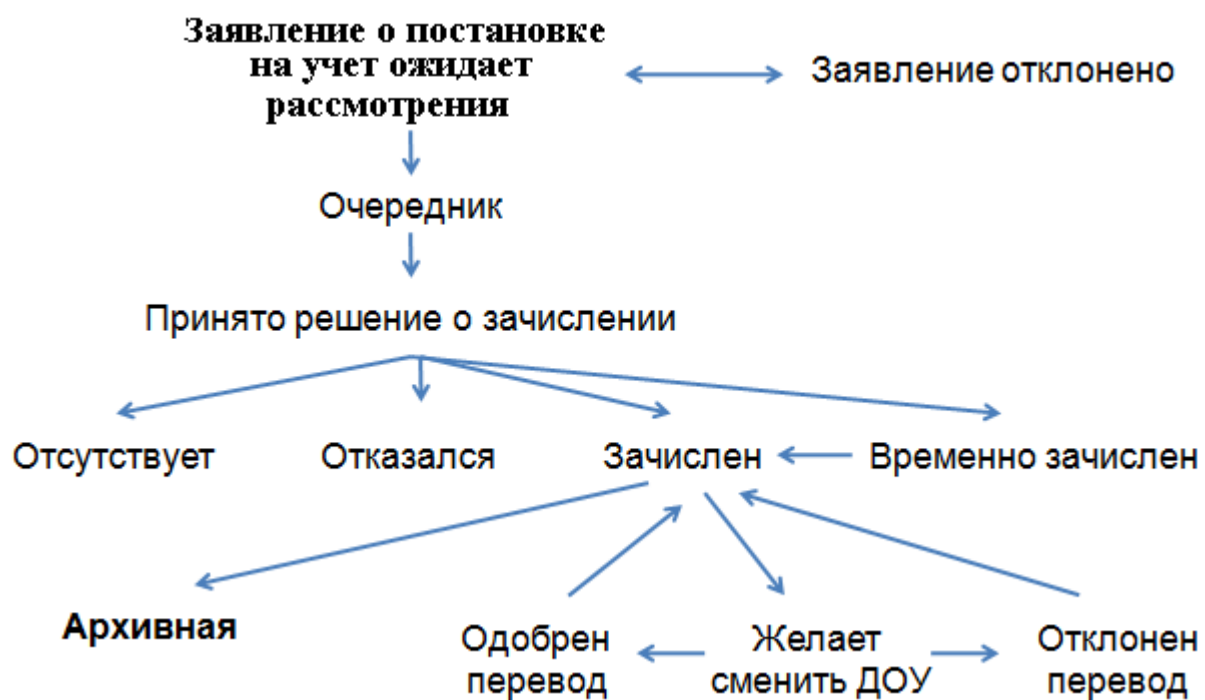 Заявление о постановке
на учет ожидает
рассмотрения
Заявление отклонено
Очередник
Принято решение о зачислении
Отсутствует
Отказался
Зачислен
Временно зачислен
Архивная
Одобрен
перевод
Желает
сменить ДОУ
Отклонен
перевод